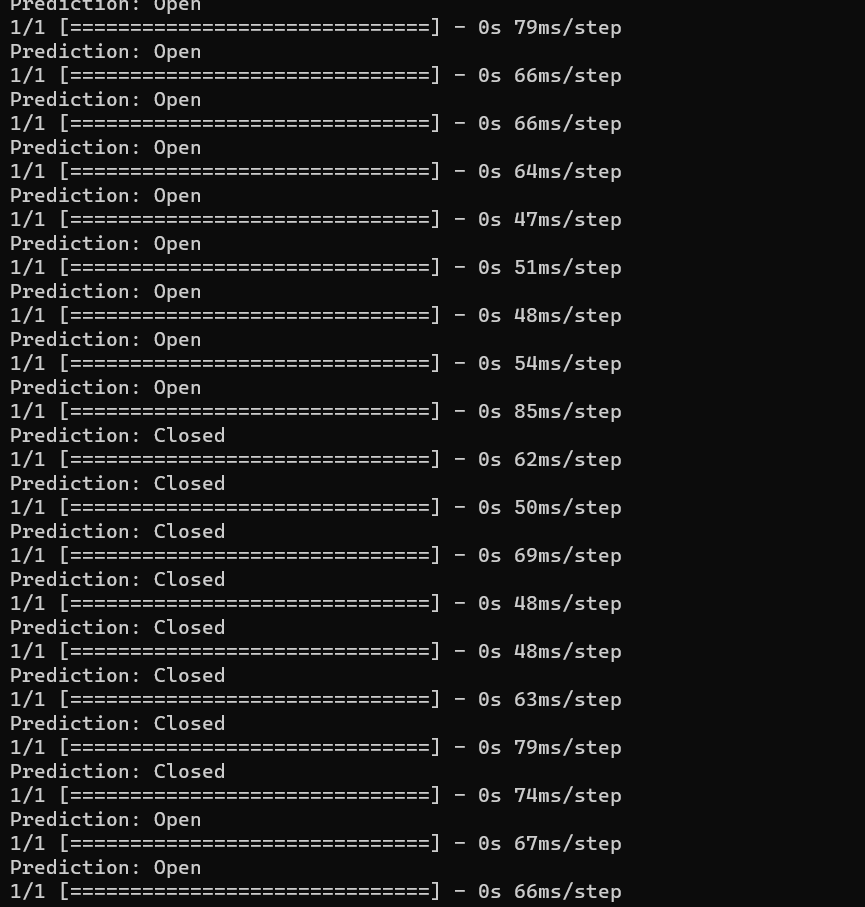 Prediction: Open
1/1 [==============================] - 0s 79ms/step
Prediction: Open
1/1 [==============================] - 0s 66ms/step
Prediction: Open
1/1 [==============================] - 0s 66ms/step
Prediction: Open
1/1 [==============================] - 0s 64ms/step
Prediction: Open
1/1 [==============================] - 0s 47ms/step
Prediction: Open
1/1 [==============================] - 0s 51ms/step
Prediction: Open
1/1 [==============================] - 0s 48ms/step
Prediction: Open
1/1 [==============================] - 0s 54ms/step
Prediction: Open
1/1 [==============================] - 0s 85ms/step
Prediction: Closed
1/1 [==============================] - 0s 62ms/step
Prediction: Closed
1/1 [==============================] - 0s 50ms/step
Prediction: Closed
1/1 [==============================] - 0s 69ms/step
Prediction: Closed
1/1 [==============================] - 0s 48ms/step
Prediction: Closed
1/1 [==============================] - 0s 48ms/step
Prediction: Closed
1/1 [==============================] - 0s 63ms/step
Prediction: Closed
1/1 [==============================] - 0s 79ms/step
Prediction: Closed
1/1 [==============================] - 0s 74ms/step
Prediction: Open
1/1 [==============================] - 0s 67ms/step
Prediction: Open
1/1 [==============================] - 0s 66ms/step